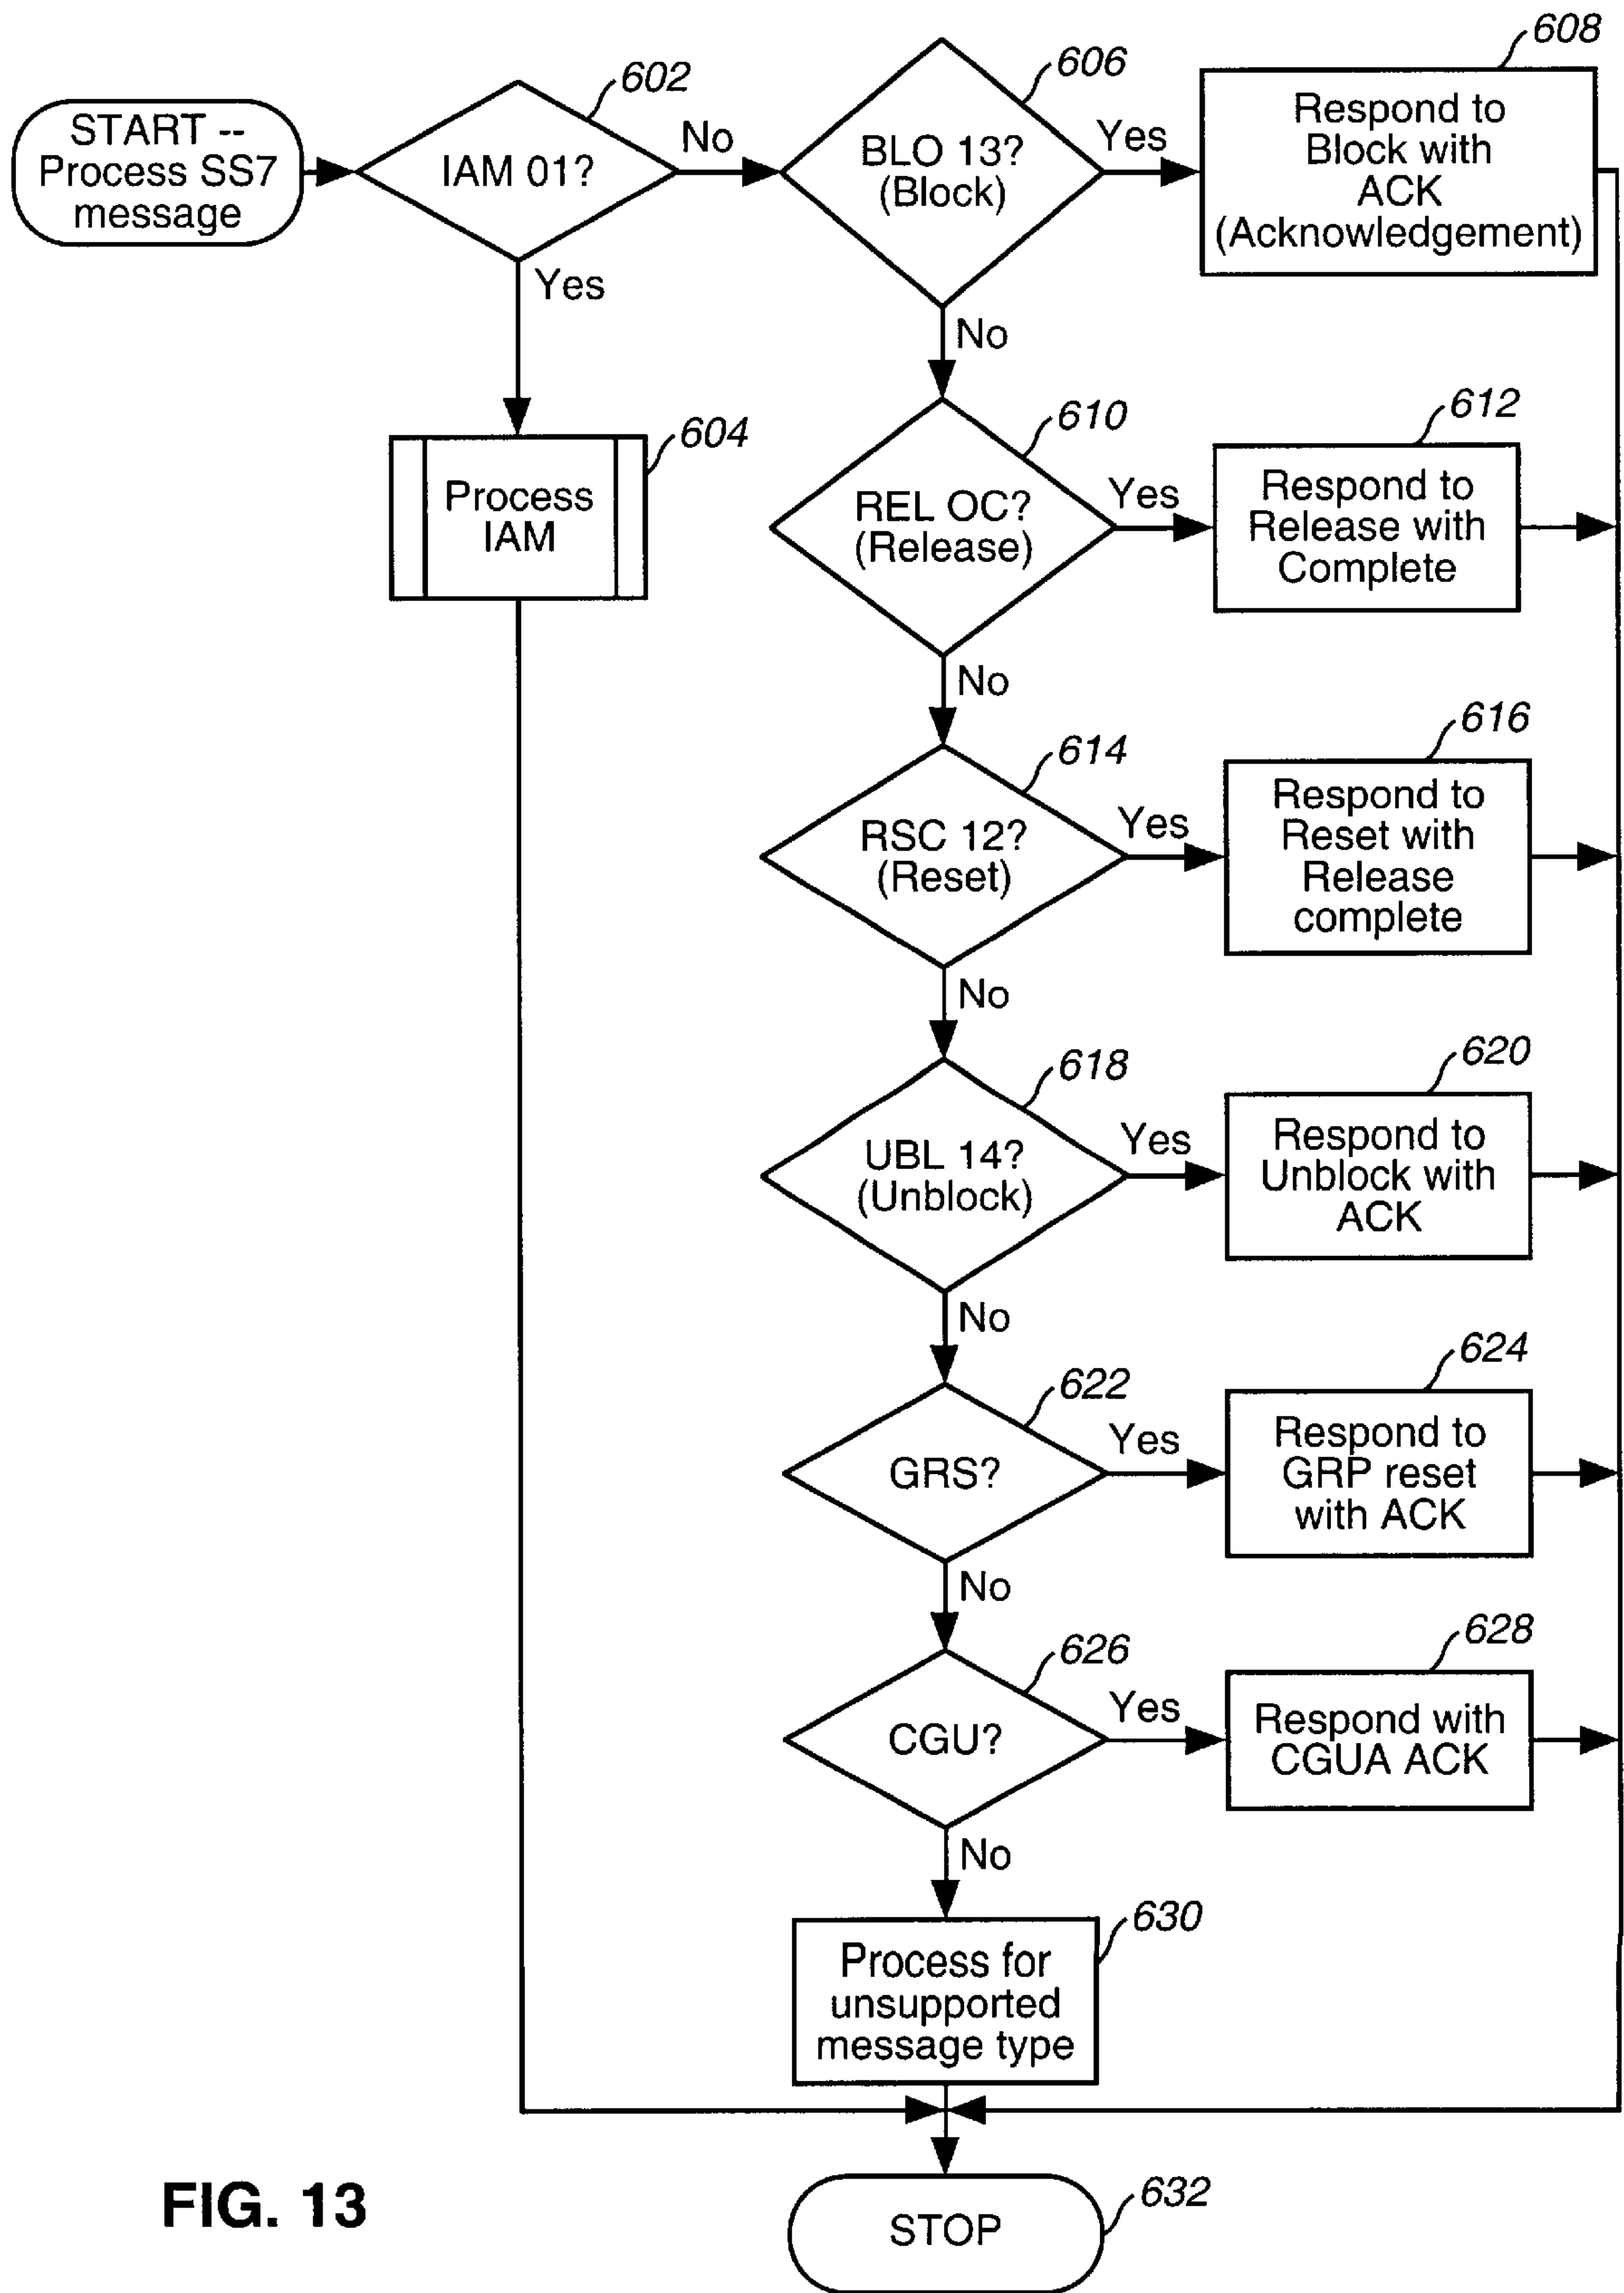 START --
Process SS7
message
602
IAM 01?
No
Yes
604
Process
IAM
606
BLO 13?
(Block)
Yes
No
608
Respond to
Block with
ACK
(Acknowledgement)
610
REL OC?
(Release)
Yes
No
612
Respond to
Release with
Complete
614
RSC 12?
(Reset)
Yes
No
616
Respond to
Reset with
Release
complete
618
UBL 14?
(Unblock)
Yes
No
620
Respond to
Unblock with
ACK
622
GRS?
Yes
No
624
Respond to
GRP reset
with ACK
626
CGU?
Yes
No
628
Respond with
CGUA ACK
630
Process for
unsupported
message type
632
STOP
FIG. 13